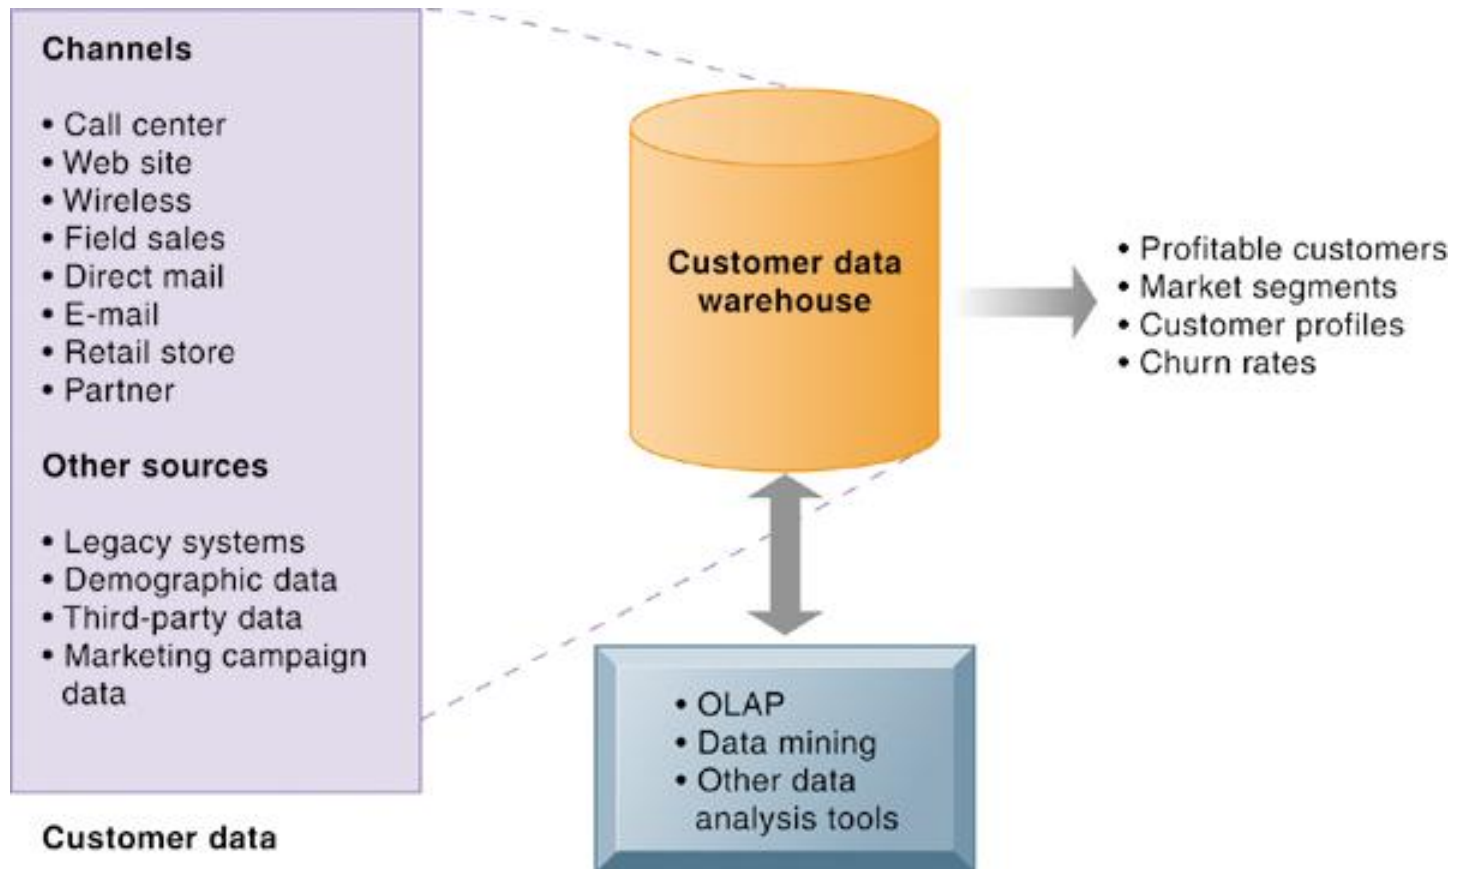 Channels
• Call center
• Web site
• Wireless
• Field sales
• Direct mail
• E-mail
• Retail store
• Partner
Other sources
• Legacy systems
• Demographic data
• Third-party data
• Marketing campaign
data
Customer data
Customer data
warehouse
• OLAP
• Data mining
• Other data
analysis tools
• Profitable customers
• Market segments
• Customer profiles
• Churn rates